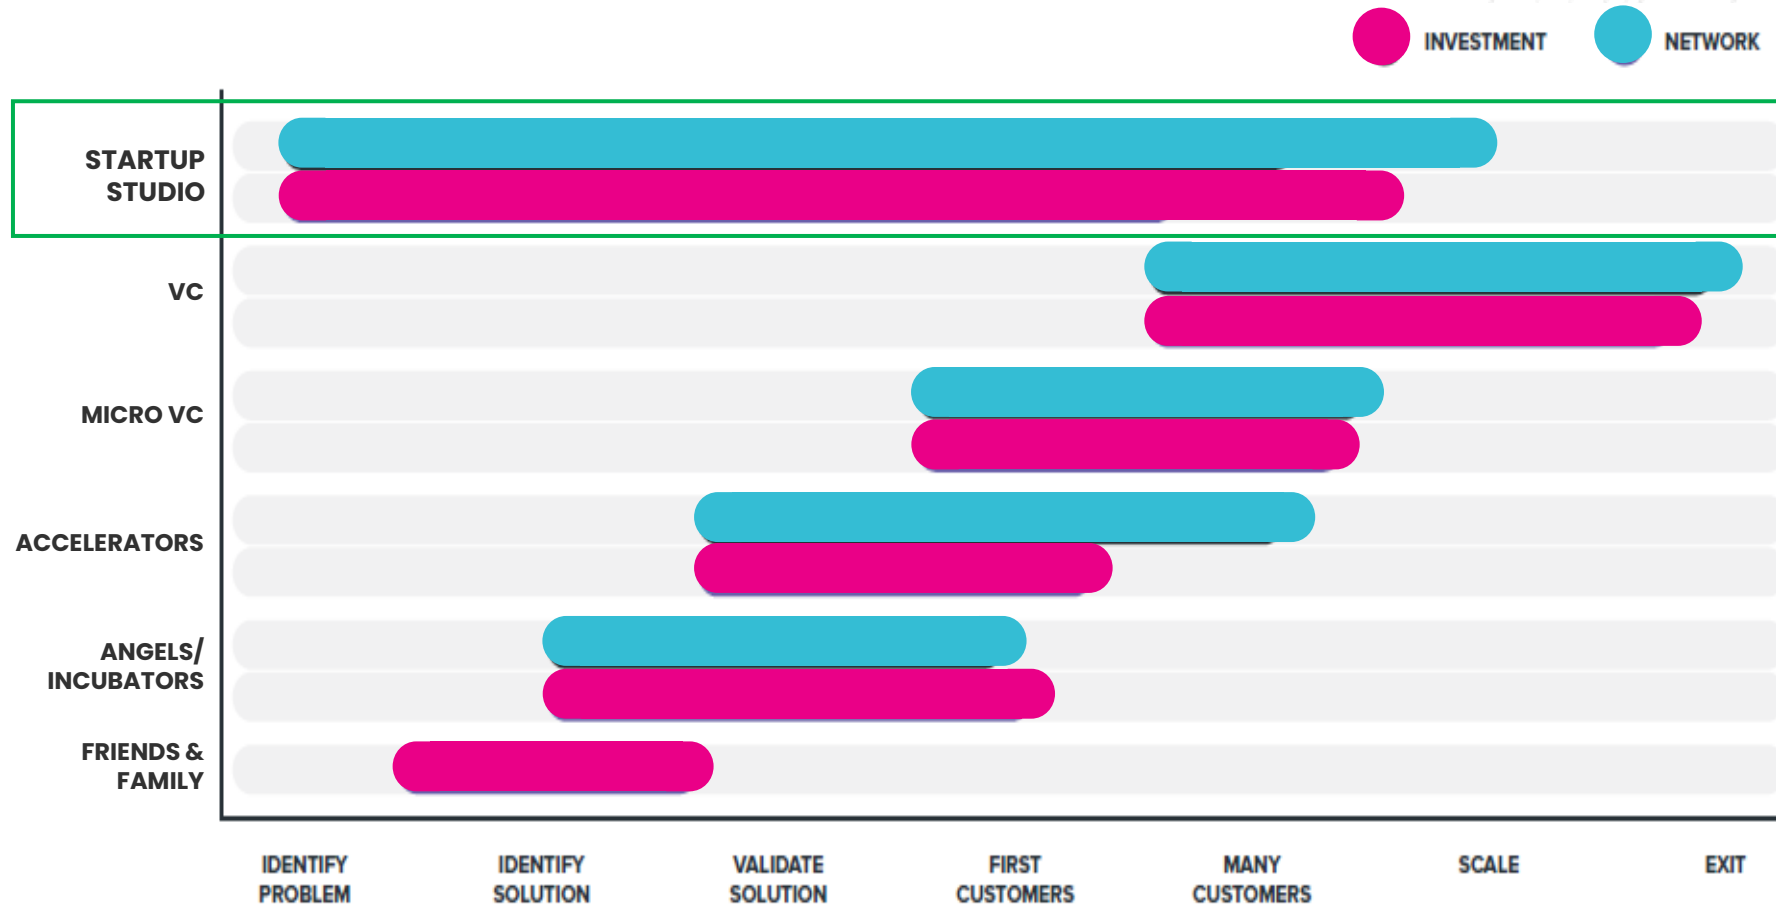 INVESTMENT
NETWORK
STARTUP
STUDIO
VC
MICRO VC
ACCELERATORS
ANGELS/
INCUBATORS
FRIENDS &
FAMILY
IDENTIFY
PROBLEM
IDENTIFY
SOLUTION
VALIDATE
SOLUTION
FIRST
CUSTOMERS
MANY
CUSTOMERS
SCALE
EXIT